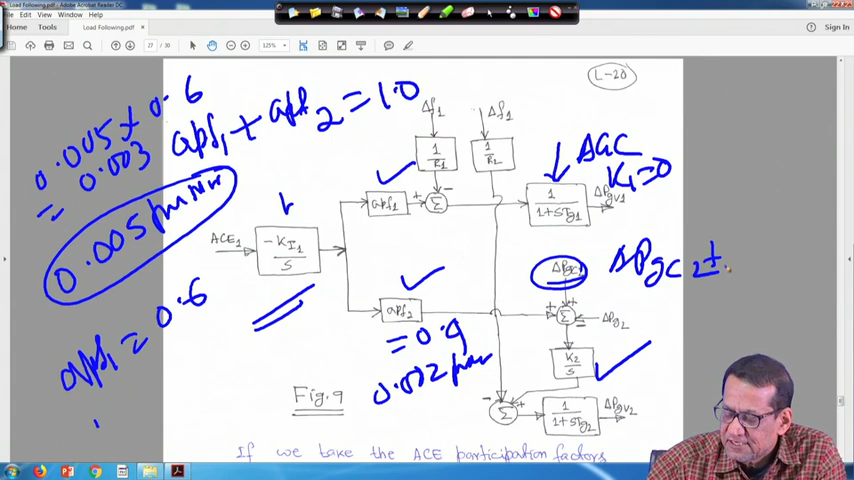 Load Following.pdf - Adobe Acrobat Reader DC
File Edit View Window Help
Home Tools
Load Following.pdf ×
Sign In
27 / 30
125%
L-20
0.005 × 0.6
= 0.003
apf1 + apf2 = 1.0
0.005 pu MW
apf1 = 0.6
Δf1
Δf1
1/R1
1/R2
AGC
K1=0
apf1
+
-
Σ
1/(1+STg1)
ΔPgv1
ACE1
-KI1/S
ΔPgc2
ΔPgc2 +
apf2
= 0.4
0.002 pu MW
+
+
Σ
-
ΔPg2
K2/S
-
+
Σ
1/(1+STg2)
ΔPgv2
Fig.9
If we take the ACE participation factors